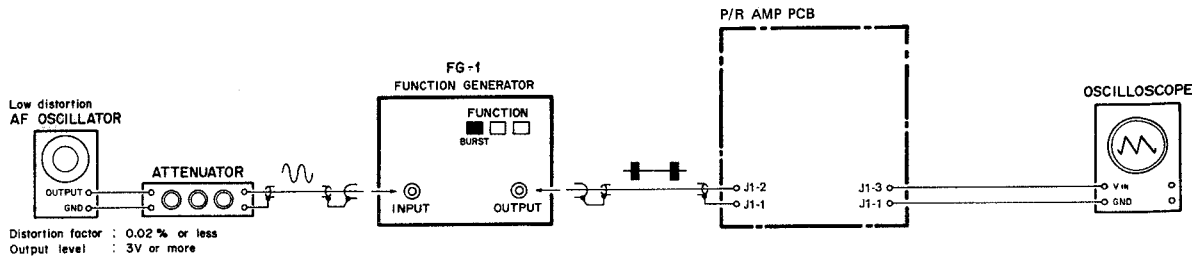 P/R AMP PCB
FG-1
FUNCTION GENERATOR
FUNCTION
BURST
INPUT
OUTPUT
Low distortion
AF OSCILLATOR
OUTPUT
GND
ATTENUATOR
Distortion factor : 0.02 % or less
Output level : 3V or more
J1-2
J1-1
J1-3
J1-1
OSCILLOSCOPE
VIN
GND